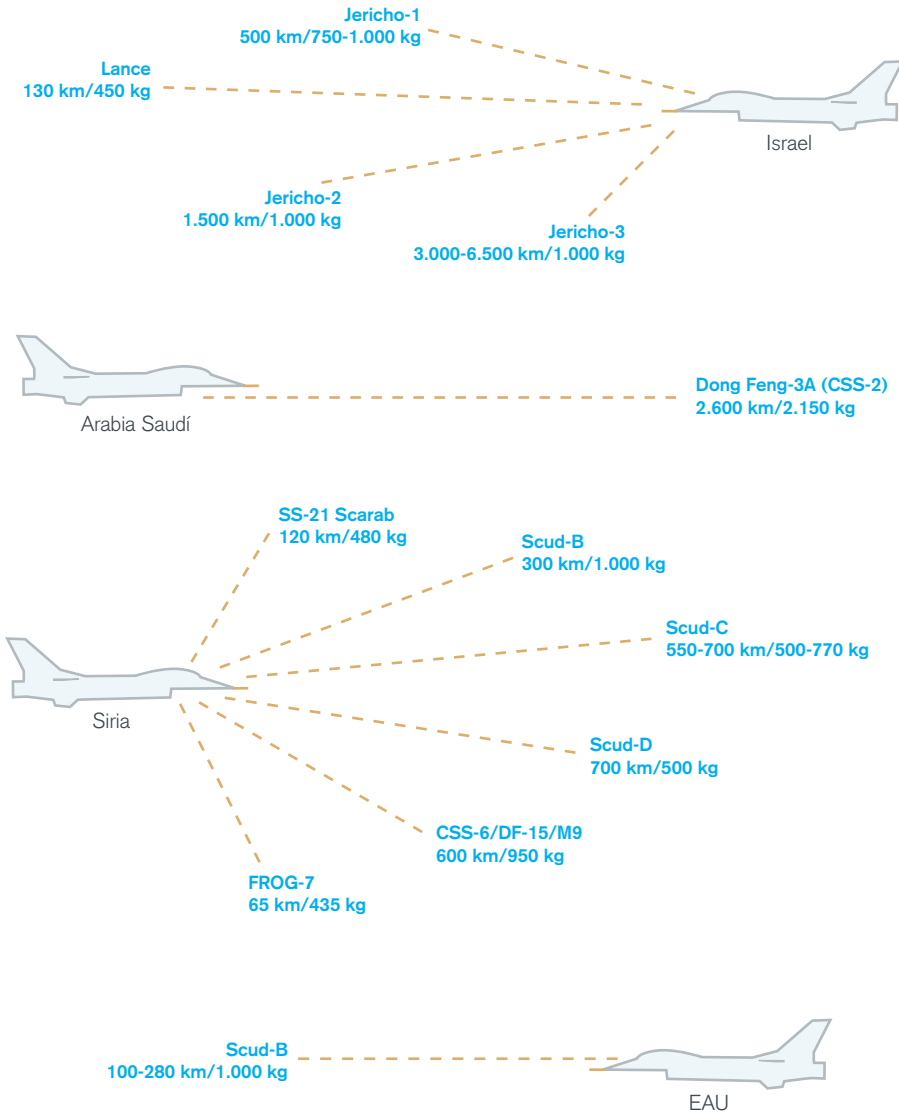 Jericho-1
500 km/750-1.000 kg
Lance
130 km/450 kg
Israel
Jericho-2
1.500 km/1.000 kg
Jericho-3
3.000-6.500 km/1.000 kg
Dong Feng-3A (CSS-2)
2.600 km/2.150 kg
Arabia Saudí
SS-21 Scarab
120 km/480 kg
Scud-B
300 km/1.000 kg
Scud-C
550-700 km/500-770 kg
Siria
Scud-D
700 km/500 kg
CSS-6/DF-15/M9
600 km/950 kg
FROG-7
65 km/435 kg
Scud-B
100-280 km/1.000 kg
EAU